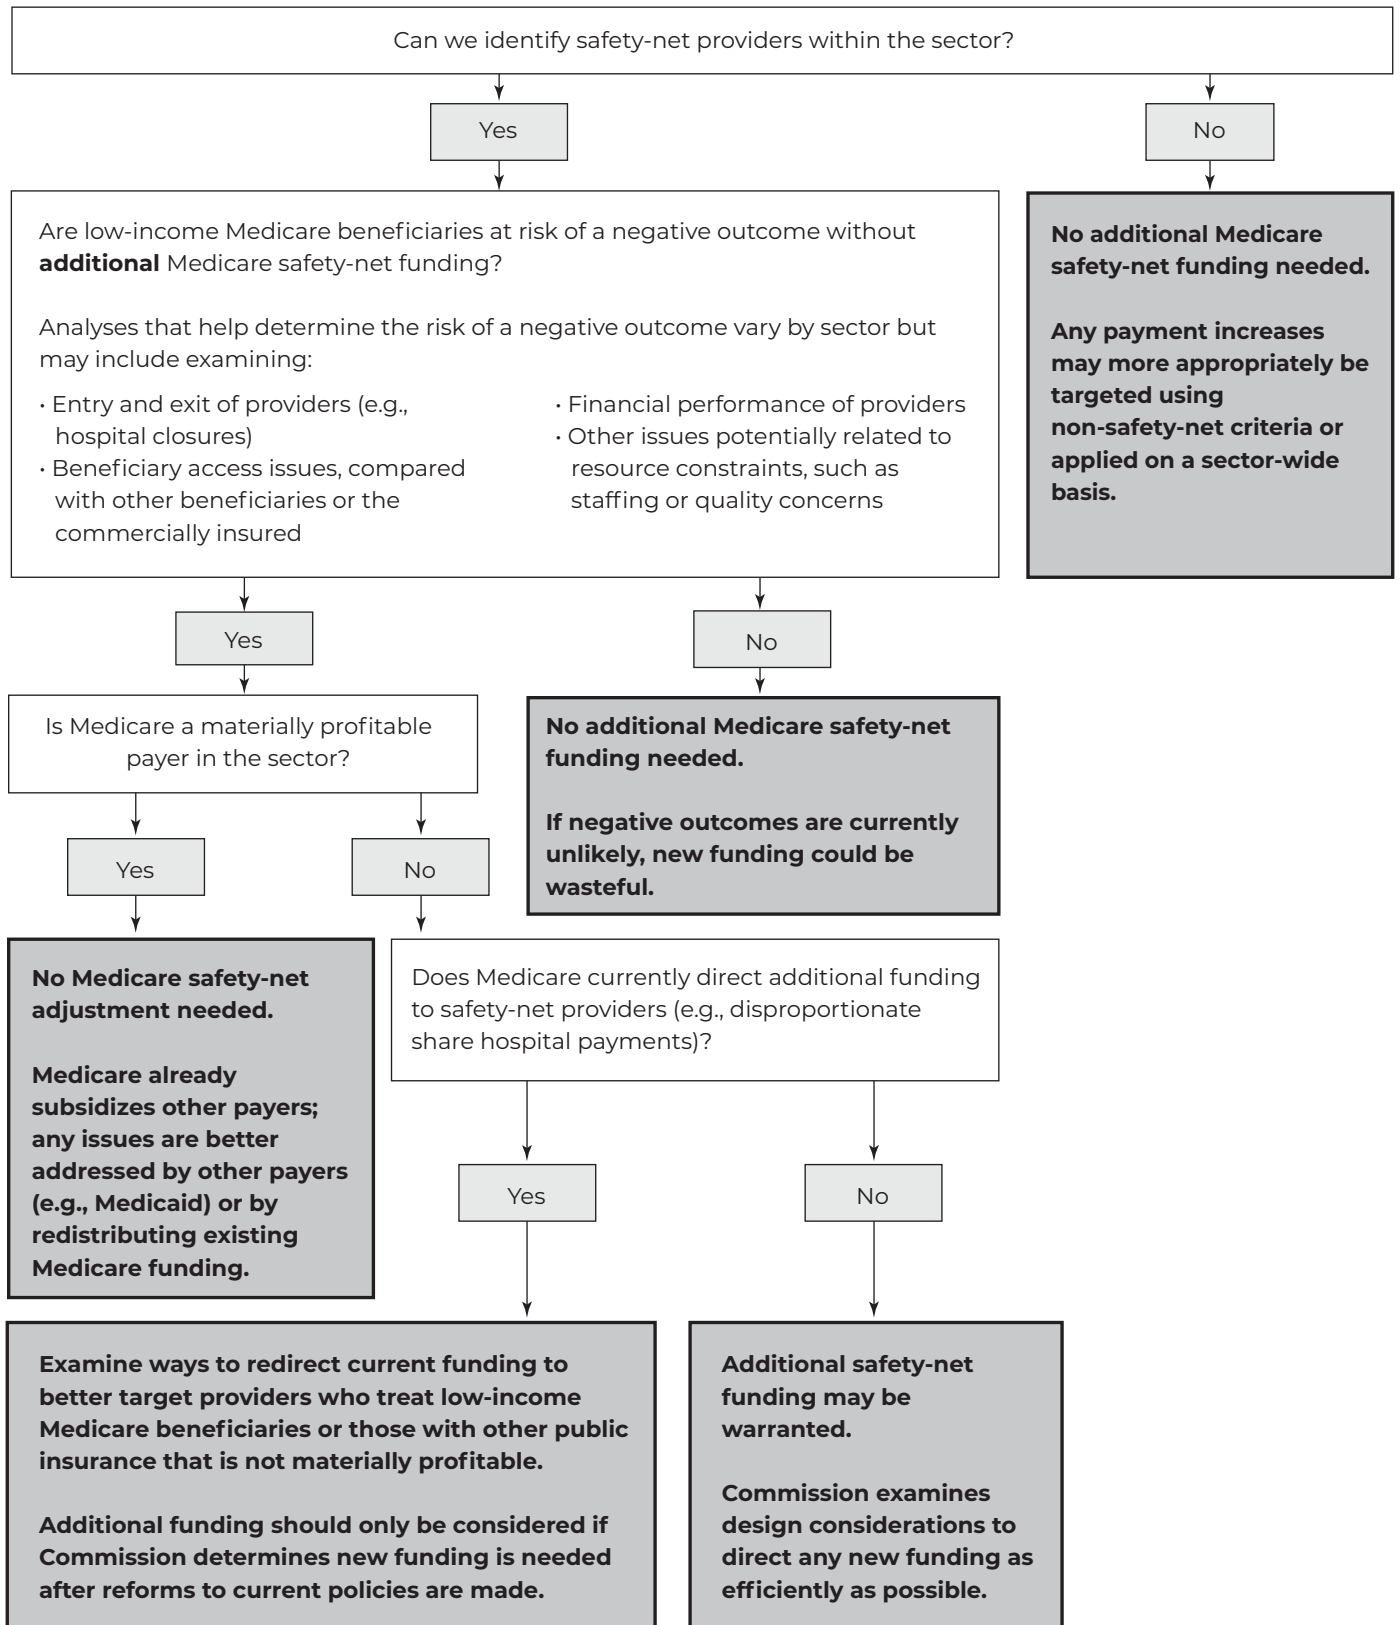 Can we identify safety-net providers within the sector?
Yes
No
Are low-income Medicare beneficiaries at risk of a negative outcome without
additional Medicare safety-net funding?
Analyses that help determine the risk of a negative outcome vary by sector but
may include examining:
· Entry and exit of providers (e.g.,
hospital closures)
· Beneficiary access issues, compared
with other beneficiaries or the
commercially insured
· Financial performance of providers
· Other issues potentially related to
resource constraints, such as
staffing or quality concerns
No additional Medicare
safety-net funding needed.
Any payment increases
may more appropriately be
targeted using
non-safety-net criteria or
applied on a sector-wide
basis.
Yes
No
Is Medicare a materially profitable
payer in the sector?
No additional Medicare safety-net
funding needed.
If negative outcomes are currently
unlikely, new funding could be
wasteful.
Yes
No
No Medicare safety-net
adjustment needed.
Medicare already
subsidizes other payers;
any issues are better
addressed by other payers
(e.g., Medicaid) or by
redistributing existing
Medicare funding.
Does Medicare currently direct additional funding
to safety-net providers (e.g., disproportionate
share hospital payments)?
Yes
No
Examine ways to redirect current funding to
better target providers who treat low-income
Medicare beneficiaries or those with other public
insurance that is not materially profitable.
Additional funding should only be considered if
Commission determines new funding is needed
after reforms to current policies are made.
Additional safety-net
funding may be
warranted.
Commission examines
design considerations to
direct any new funding as
efficiently as possible.